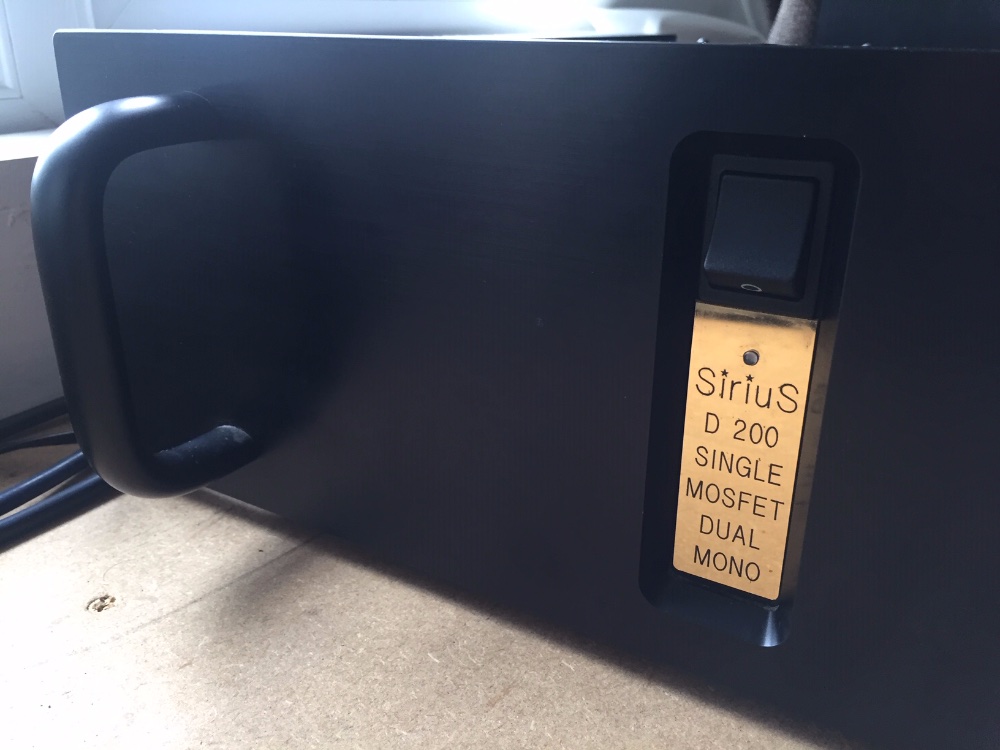 SiriuS
D 200
SINGLE
MOSFET
DUAL
MONO